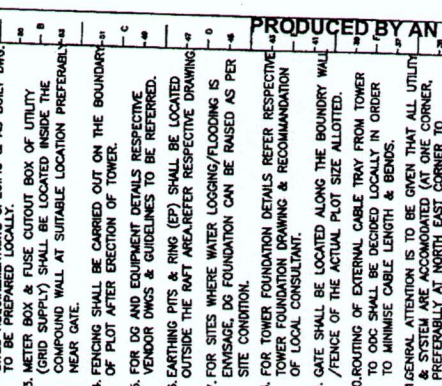 PRODUCED BY AN
BE PREPARED LOCALLY.
METER BOX & FUSE CUTOUT BOX OF UTILITY
(GRID SUPPLY) SHALL BE LOCATED INSIDE THE
COMPOUND WALL AT SUITABLE LOCATION PREFERABLY
NEAR GATE.
FENCING SHALL BE CARRIED OUT ON THE BOUNDARY
OF PLOT AFTER ERECTION OF TOWER.
FOR DG AND EQUIPMENT DETAILS RESPECTIVE
VENDOR DWGS & GUIDELINES TO BE REFERRED.
EARTHING PITS & RING (EP) SHALL BE LOCATED
OUTSIDE THE RAFT AREA.REFER RESPECTIVE DRAWING.
FOR SITES WHERE WATER LOGGING/FLOODING IS
ENVISAGE, DG FOUNDATION CAN BE RAISED AS PER
SITE CONDITION.
FOR TOWER FOUNDATION DETAILS REFER RESPECTIVE
TOWER FOUNDATION DRAWING & RECOMMANDATION
OF LOCAL CONSULTANT.
GATE SHALL BE LOCATED ALONG THE BOUNDRY WALL
/FENCE OF THE ACTUAL PLOT SIZE ALLOTTED.
0.ROUTING OF EXTERNAL CABLE TRAY FROM TOWER
TO ODC SHALL BE DECIDED LOCALLY IN ORDER
TO MINIMISE CABLE LENGTH & BENDS.
GENRAL ATTENTION IS TO BE GIVEN THAT ALL UTILITY
& SYSTEM ARE ACCOMODATED (AT ONE CORNER,
PREFERABLY AT NORTH EAST CORNER TO